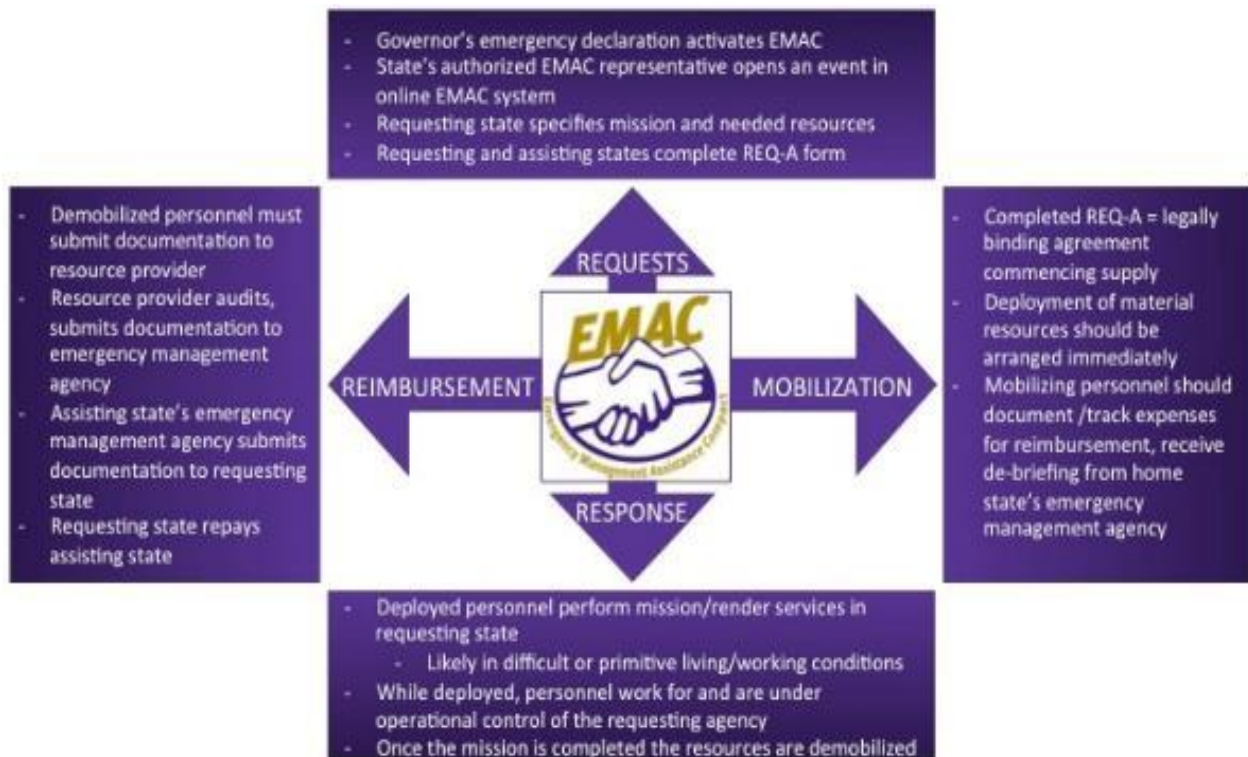 - Governor's emergency declaration activates EMAC
- State's authorized EMAC representative opens an event in
online EMAC system
- Requesting state specifies mission and needed resources
- Requesting and assisting states complete REQ-A form
- Demobilized personnel must
submit documentation to
resource provider
- Resource provider audits,
submits documentation to
emergency management
agency
- Assisting state's emergency
management agency submits
documentation to requesting
state
- Requesting state repays
assisting state
REQUESTS
REIMBURSEMENT
EMAC
Emergency Management Assistance Compact
MOBILIZATION
RESPONSE
- Completed REQ-A = legally
binding agreement
commencing supply
- Deployment of material
resources should be
arranged immediately
- Mobilizing personnel should
document /track expenses
for reimbursement, receive
de-briefing from home
state's emergency
management agency
- Deployed personnel perform mission/render services in
requesting state
- Likely in difficult or primitive living/working conditions
- While deployed, personnel work for and are under
operational control of the requesting agency
- Once the mission is completed the resources are demobilized